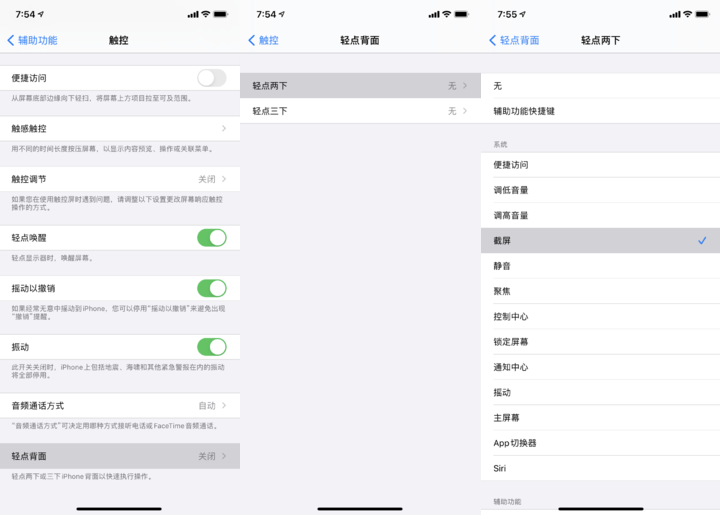 7:54
辅助功能
触控
便捷访问
从屏幕底部边缘向下轻扫，将屏幕上方项目拉至可及范围。
触感触控
用不同的时间长度按压屏幕，以显示内容预览、操作或关联菜单。
触控调节
关闭
如果您在使用触控屏时遇到问题，请调整以下设置更改屏幕响应触控
操作的方式。
轻点唤醒
轻点显示器时，唤醒屏幕。
摇动以撤销
如果经常无意中摇动到 iPhone，您可以停用“摇动以撤销”来避免出现
“撤销”提醒。
振动
此开关关闭时，iPhone上包括地震、海啸和其他紧急警报在内的振动
将全部停用。
音频通话方式
自动
“音频通话方式”可决定用哪种方式接听电话或FaceTime音频通话。
轻点背面
关闭
轻点两下或三下 iPhone 背面以快速执行操作。
7:54
触控
轻点背面
轻点两下
无
轻点三下
无
7:55
轻点背面
轻点两下
无
辅助功能快捷键
系统
便捷访问
调低音量
调高音量
截屏
静音
聚焦
控制中心
锁定屏幕
通知中心
摇动
主屏幕
App切换器
Siri
辅助功能